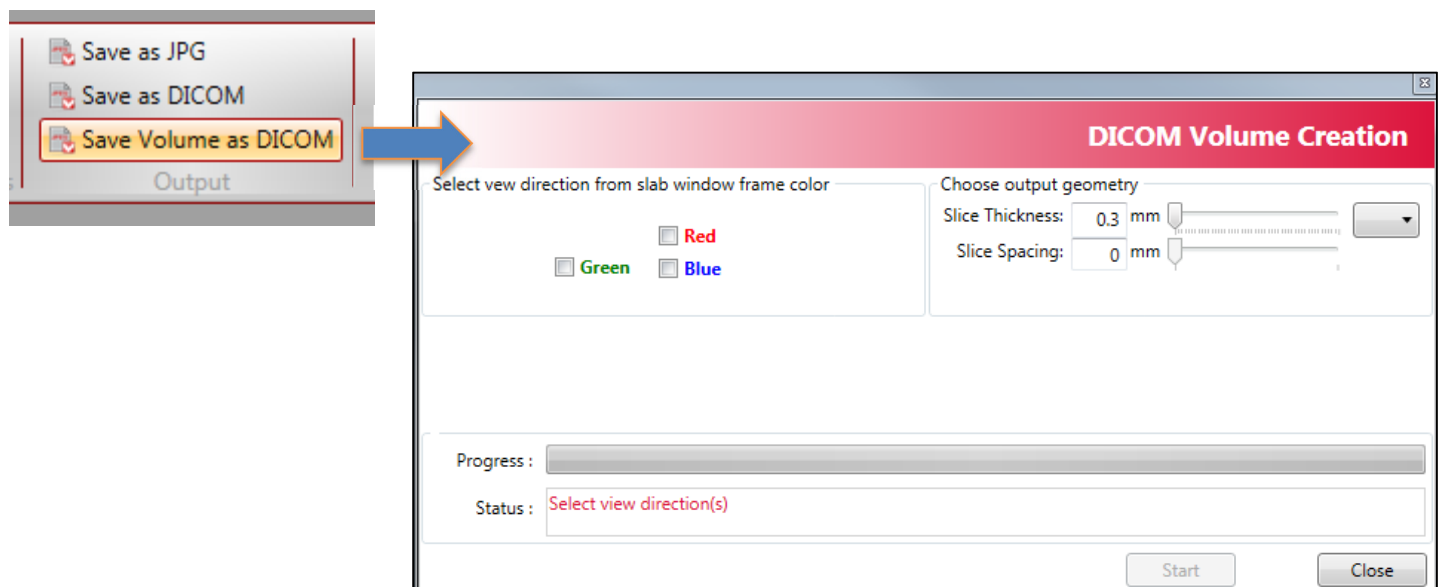 Save as JPG
Save as DICOM
Save Volume as DICOM
Output
DICOM Volume Creation
Select vew direction from slab window frame color
Red
Green
Blue
Choose output geometry
Slice Thickness: 0.3 mm
Slice Spacing: 0 mm
Progress :
Status : Select view direction(s)
Start
Close